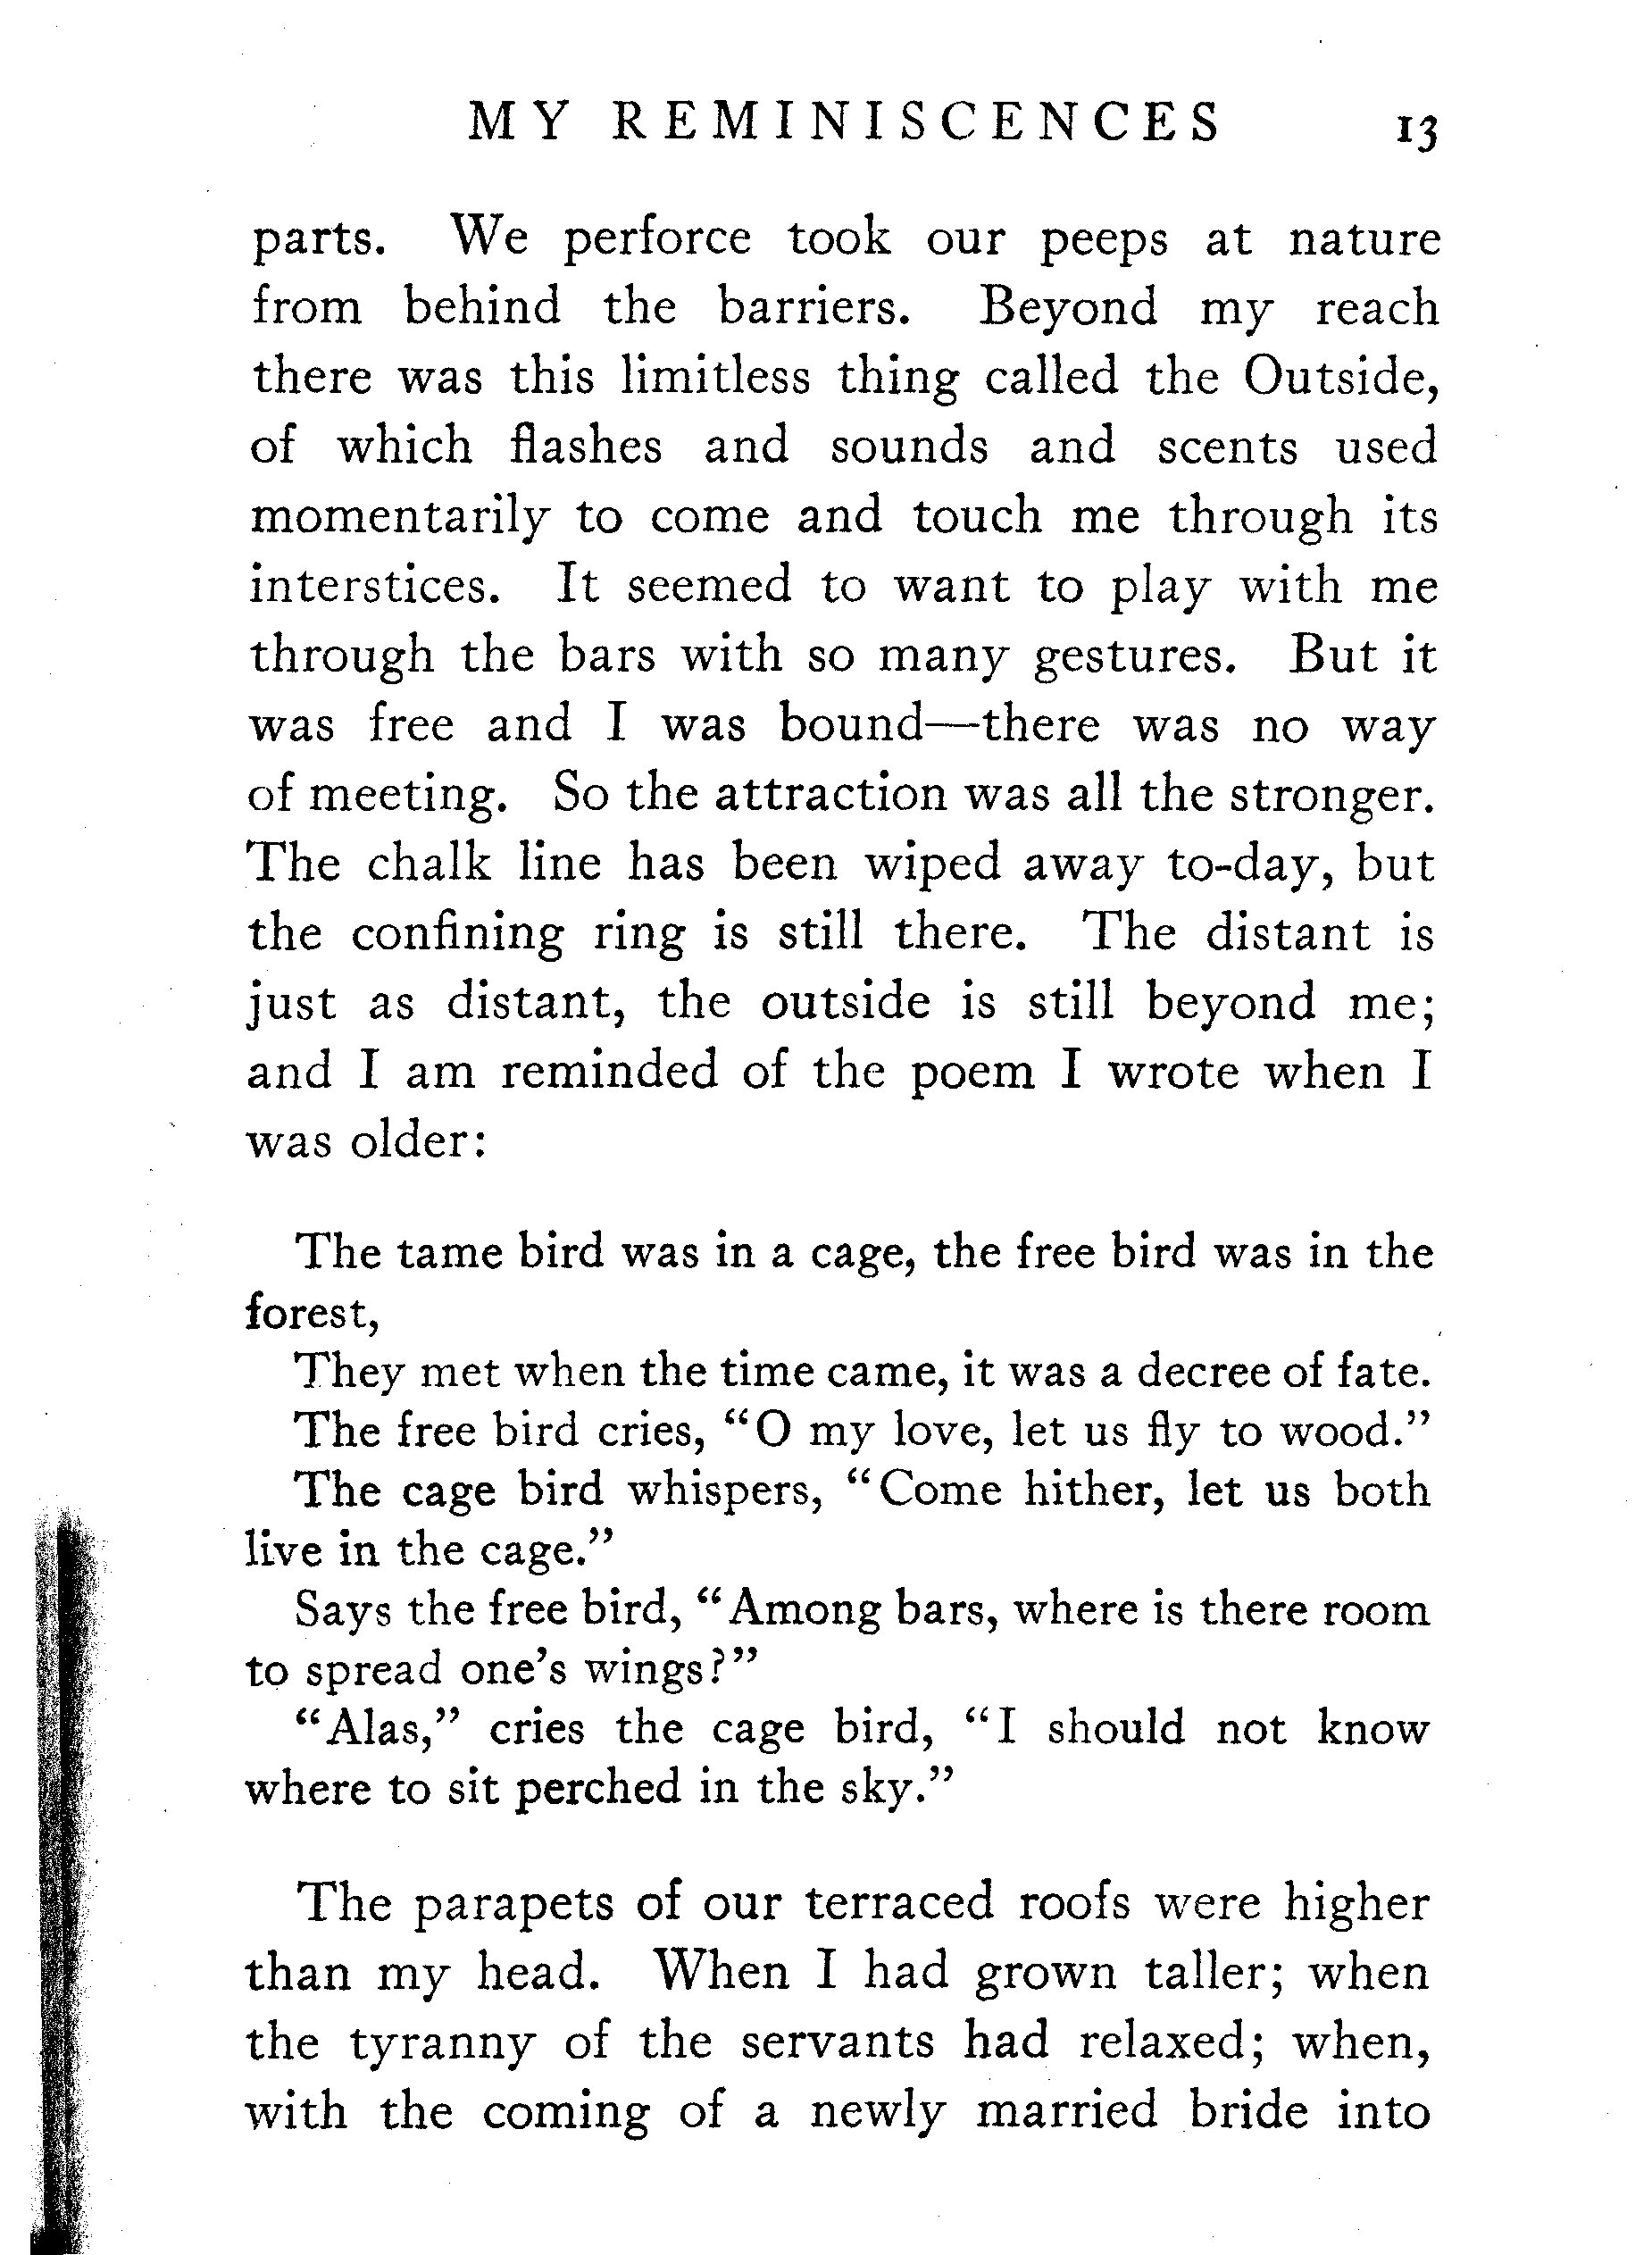 MY REMINISCENCES 13
parts. We perforce took our peeps at nature
from behind the barriers. Beyond my reach
there was this limitless thing called the Outside,
of which flashes and sounds and scents used
momentarily to come and touch me through its
interstices. It seemed to want to play with me
through the bars with so many gestures. But it
was free and I was bound—there was no way
of meeting. So the attraction was all the stronger.
The chalk line has been wiped away to-day, but
the confining ring is still there. The distant is
just as distant, the outside is still beyond me;
and I am reminded of the poem I wrote when I
was older:
The tame bird was in a cage, the free bird was in the
forest,
They met when the time came, it was a decree of fate.
The free bird cries, “O my love, let us fly to wood.”
The cage bird whispers, “Come hither, let us both
live in the cage.”
Says the free bird, “Among bars, where is there room
to spread one’s wings?”
“Alas,” cries the cage bird, “I should not know
where to sit perched in the sky.”
The parapets of our terraced roofs were higher
than my head. When I had grown taller; when
the tyranny of the servants had relaxed; when,
with the coming of a newly married bride into